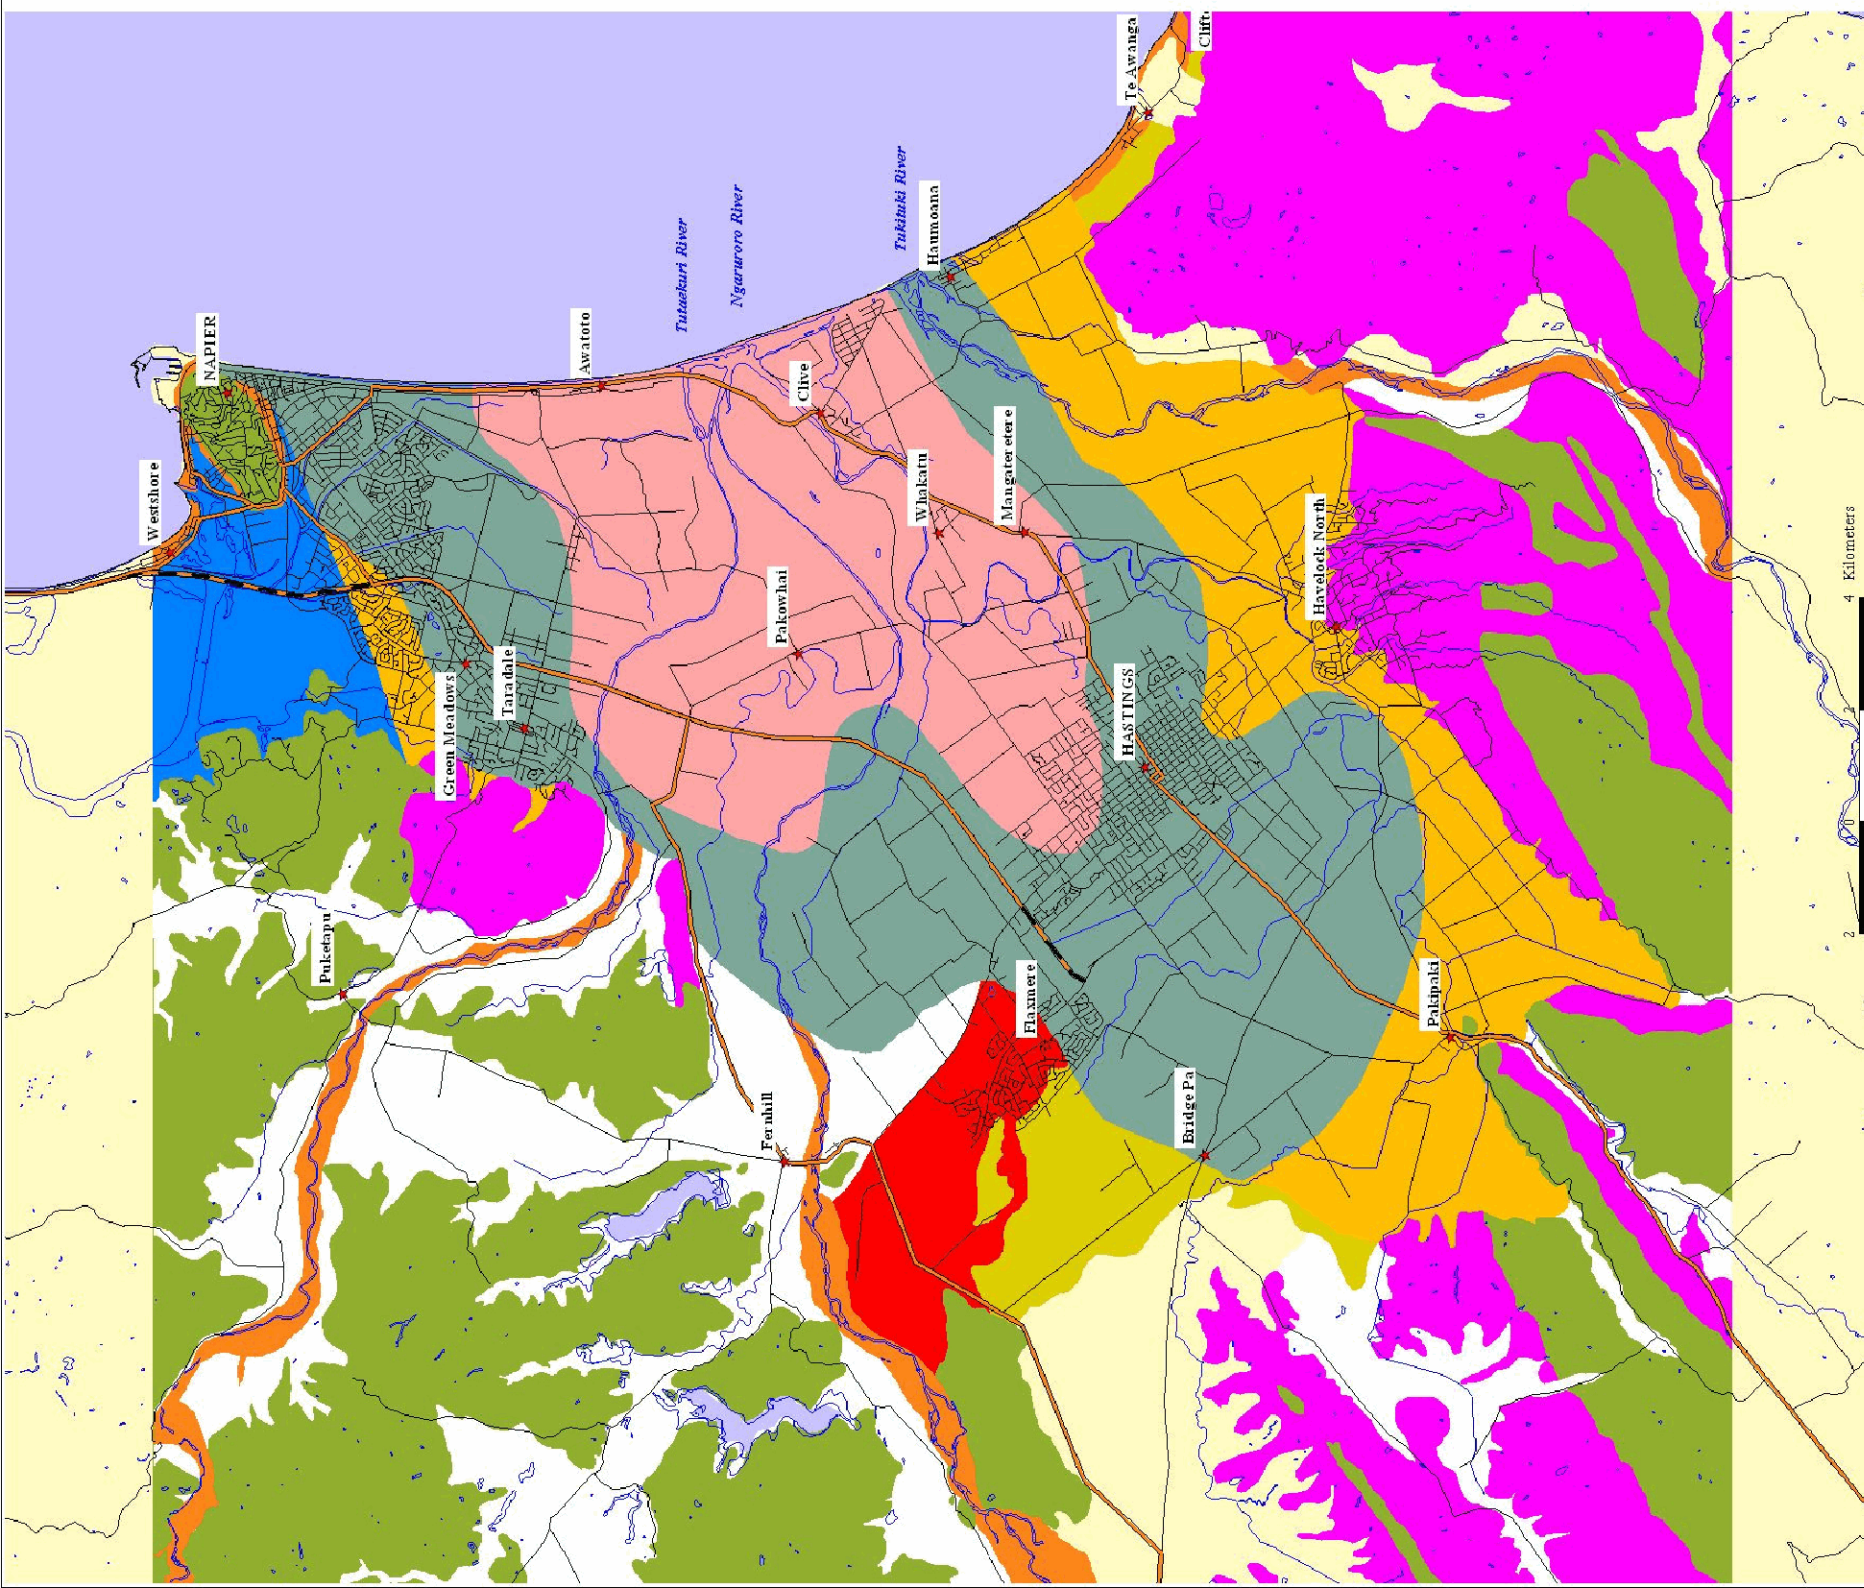 NAPIER
Westshore
Awatoto
Tutaekuri River
Ngaruroro River
Tukituki River
Haumoana
Te Awanga
Clift
Clive
Whakatu
Mangateretere
Pakowhai
Green Meadows
Taradale
HASTINGS
Havelock North
Puketapu
Flaxmere
Fernhill
Bridge Pa
Pakipaki
2 0 2 4 Kilometers